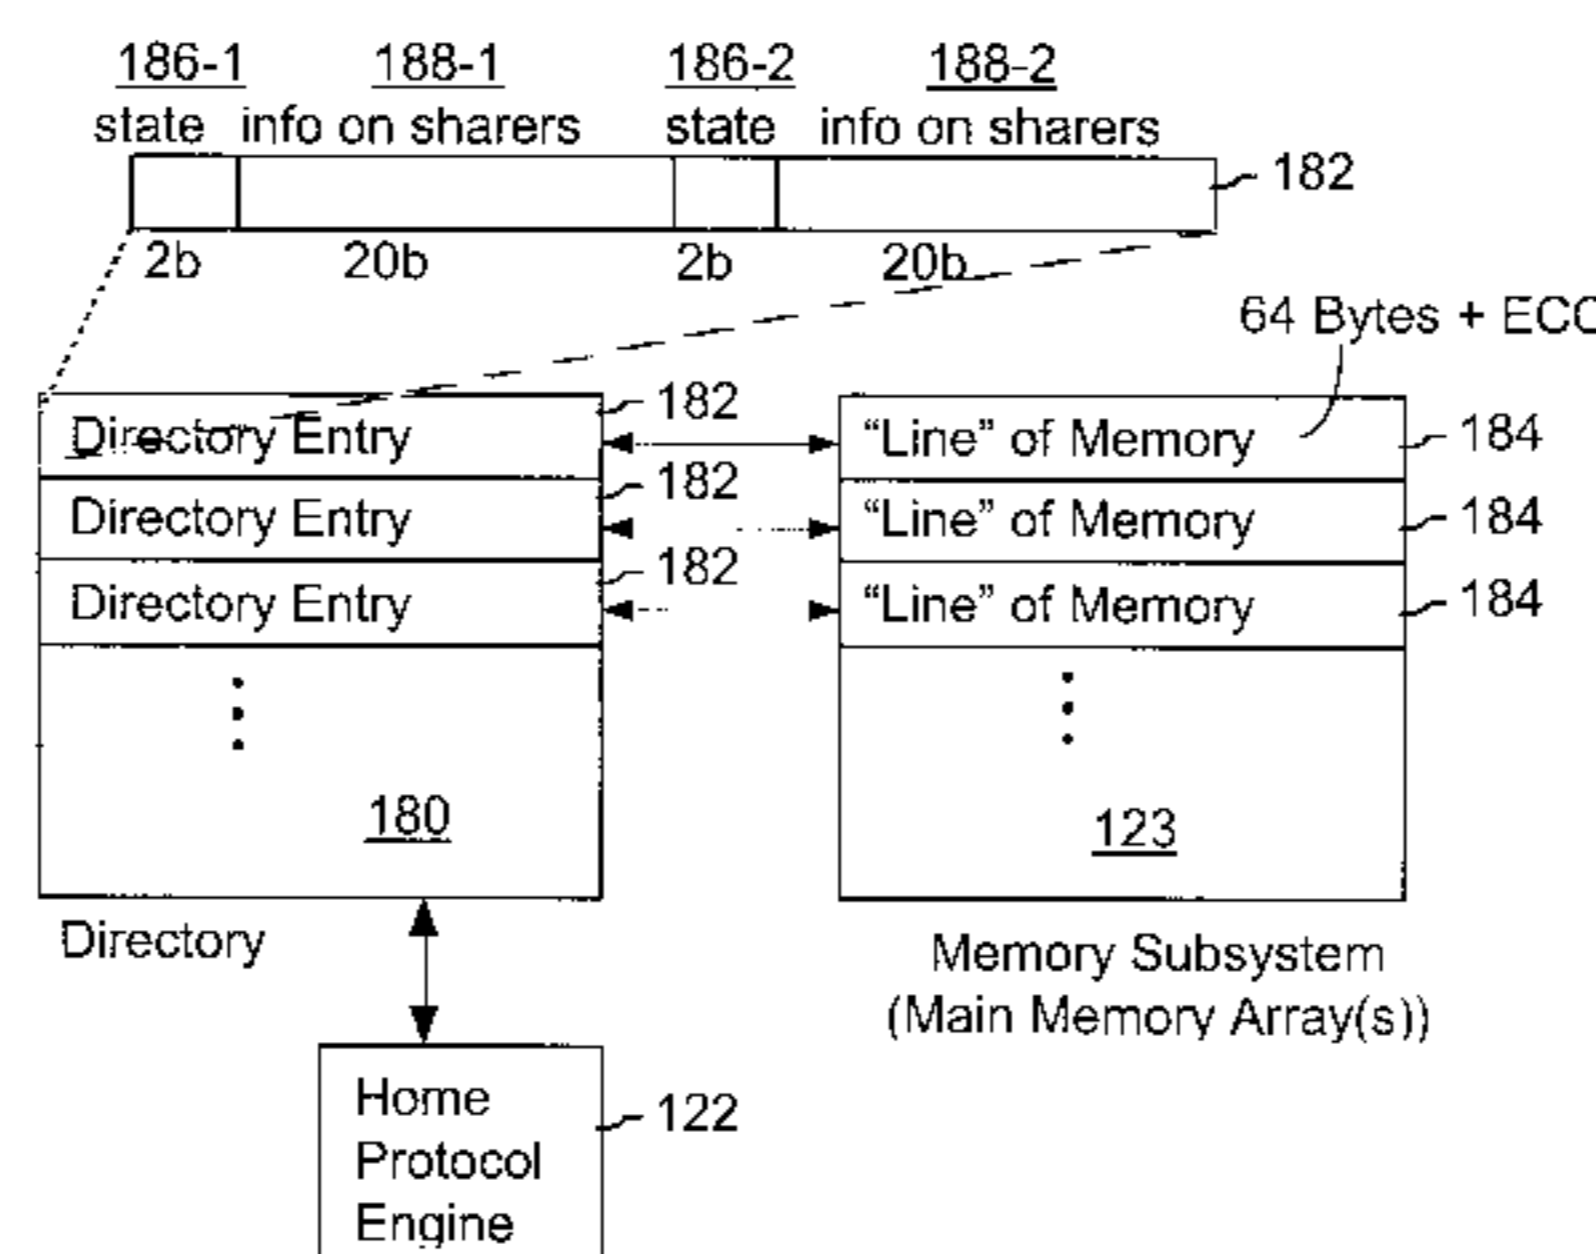 186-1 188-1 186-2 188-2
state info on sharers state info on sharers
182
2b 20b 2b 20b
64 Bytes + ECC
Directory Entry 182 "Line" of Memory 184
Directory Entry 182 "Line" of Memory 184
Directory Entry 182 "Line" of Memory 184
180 123
Directory
Memory Subsystem
(Main Memory Array(s))
Home
Protocol
Engine
122